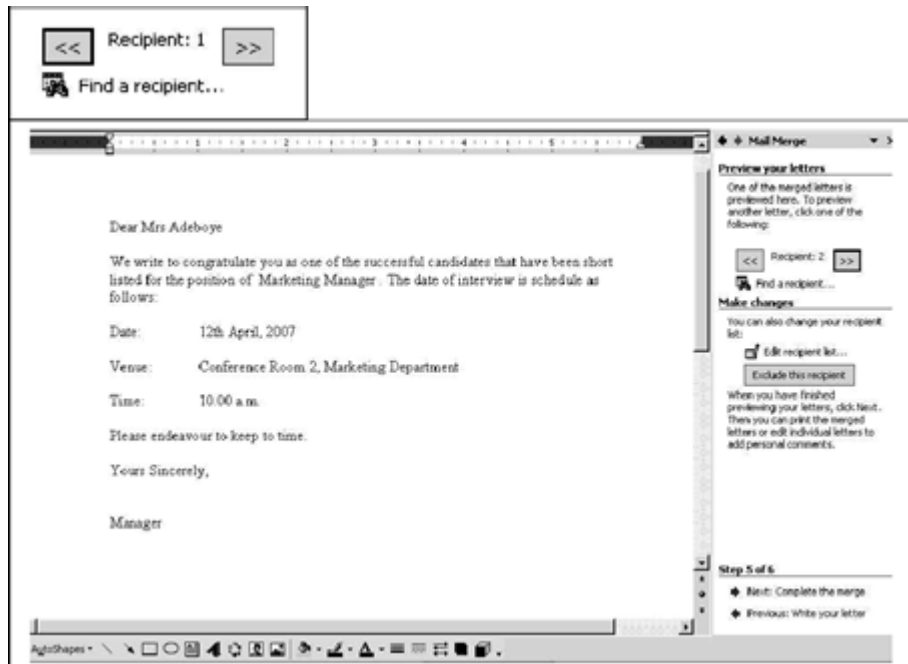 << Recipient: 1 >>
Find a recipient...
1 2 3 4 5
Mail Merge
Preview your letters
One of the merged letters is
previewed here. To preview
another letter, click one of the
following:
<< Recipient: 2 >>
Find a recipient...
Make changes
You can also change your recipient
list:
Edit recipient list...
Exclude this recipient
When you have finished
previewing your letters, click Next.
Then you can print the merged
letters or edit individual letters to
add personal comments.
Step 5 of 6
Next: Complete the merge
Previous: Write your letter
Dear Mrs Adeboye
We write to congratulate you as one of the successful candidates that have been short
listed for the position of Marketing Manager . The date of interview is schedule as
follows:
Date: 12th April, 2007
Venue: Conference Room 2, Marketing Department
Time: 10.00 a.m.
Please endeavour to keep to time.
Yours Sincerely,
Manager
AutoShapes